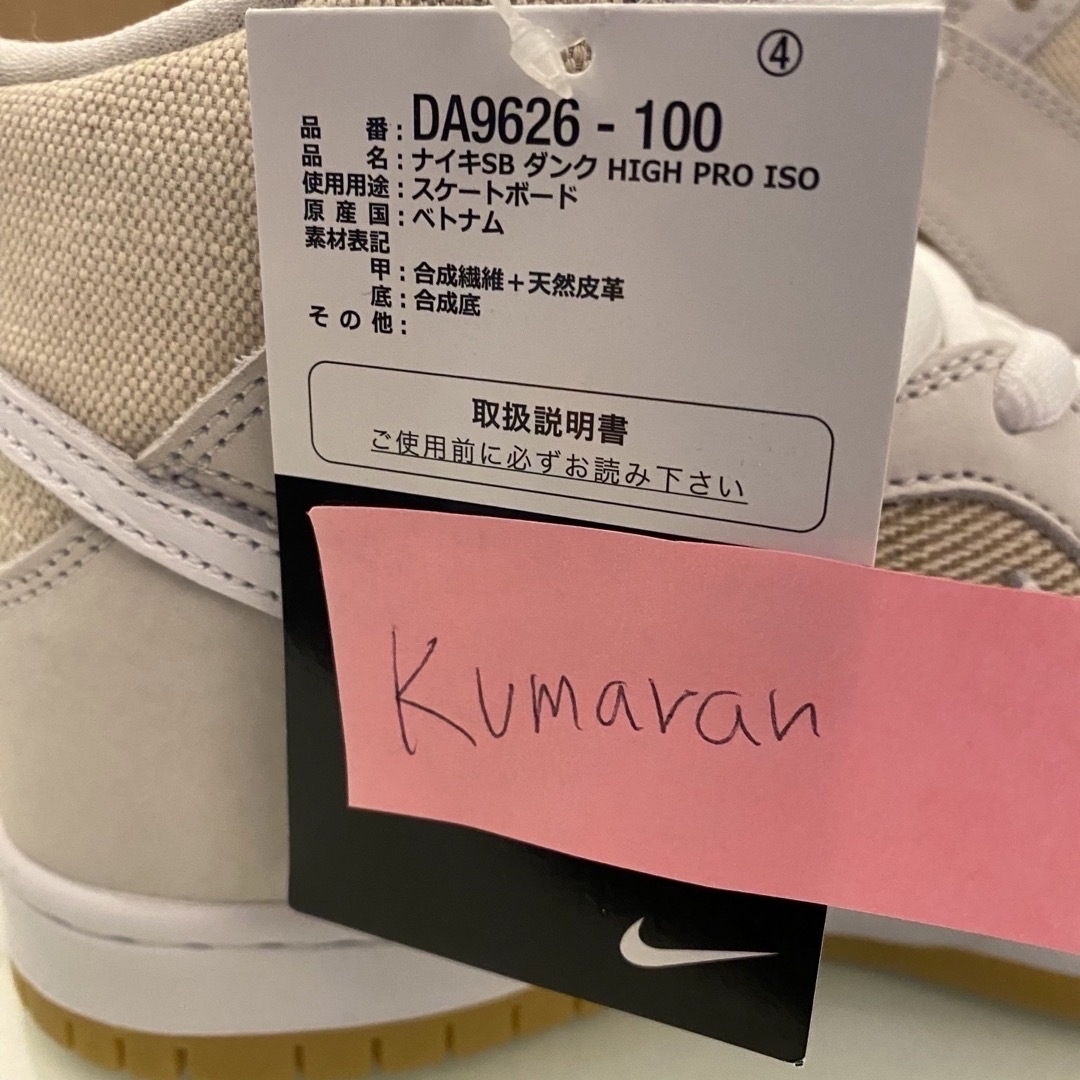 ④
品 番 : DA9626 - 100
品 名 : ナイキSB ダンク HIGH PRO ISO
使用用途 : スケートボード
原 産 国 : ベトナム
素材表記
甲 : 合成繊維＋天然皮革
底 : 合成底
そ の 他 :
取扱説明書
ご使用前に必ずお読み下さい
Kumaran